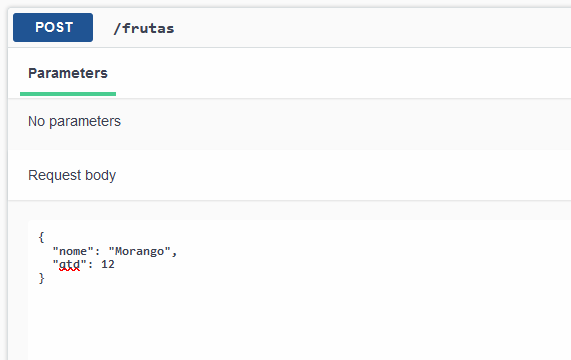 POST /frutas
Parameters
No parameters
Request body
{
"nome": "Morango",
"qtd": 12
}